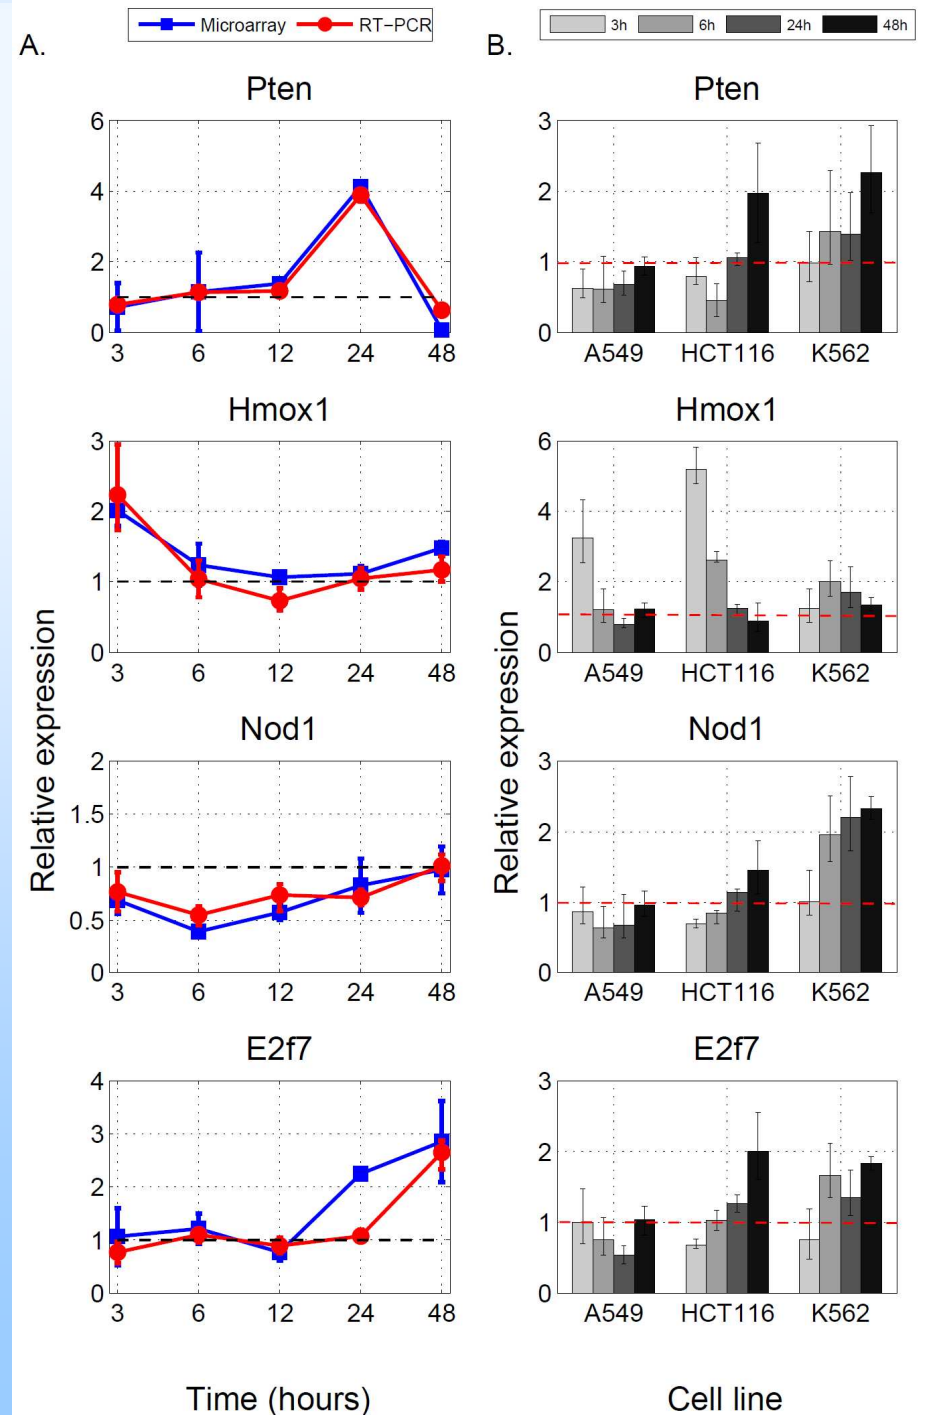 A.
Microarray RT-PCR
B.
3h 6h 24h 48h
Pten
6
4
2
0
3 6 12 24 48
Pten
3
2
1
0
A549 HCT116 K562
Hmox1
3
2
1
0
3 6 12 24 48
Hmox1
6
4
2
0
A549 HCT116 K562
Relative expression
Relative expression
Nod1
2
1.5
1
0.5
0
3 6 12 24 48
Nod1
3
2
1
0
A549 HCT116 K562
E2f7
4
3
2
1
0
3 6 12 24 48
E2f7
3
2
1
0
A549 HCT116 K562
Time (hours)
Cell line